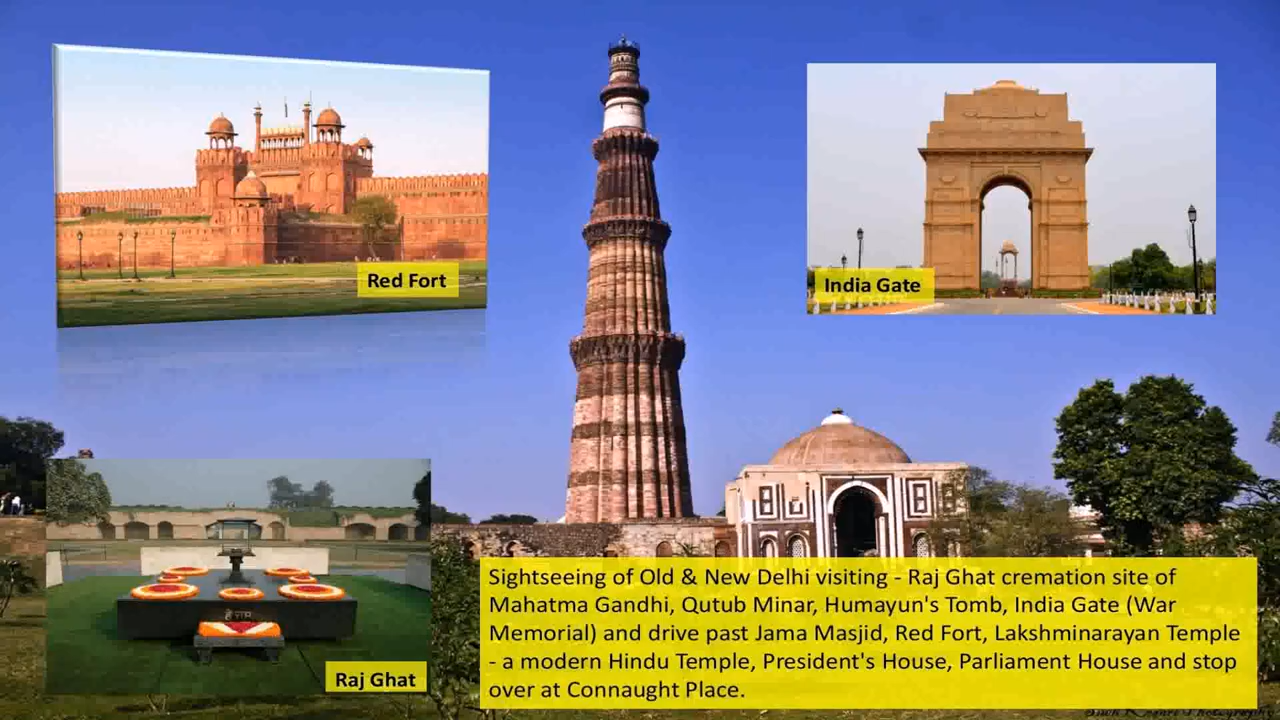 Red Fort
India Gate
Raj Ghat
Sightseeing of Old & New Delhi visiting - Raj Ghat cremation site of
Mahatma Gandhi, Qutub Minar, Humayun's Tomb, India Gate (War
Memorial) and drive past Jama Masjid, Red Fort, Lakshminarayan Temple
- a modern Hindu Temple, President's House, Parliament House and stop
over at Connaught Place.